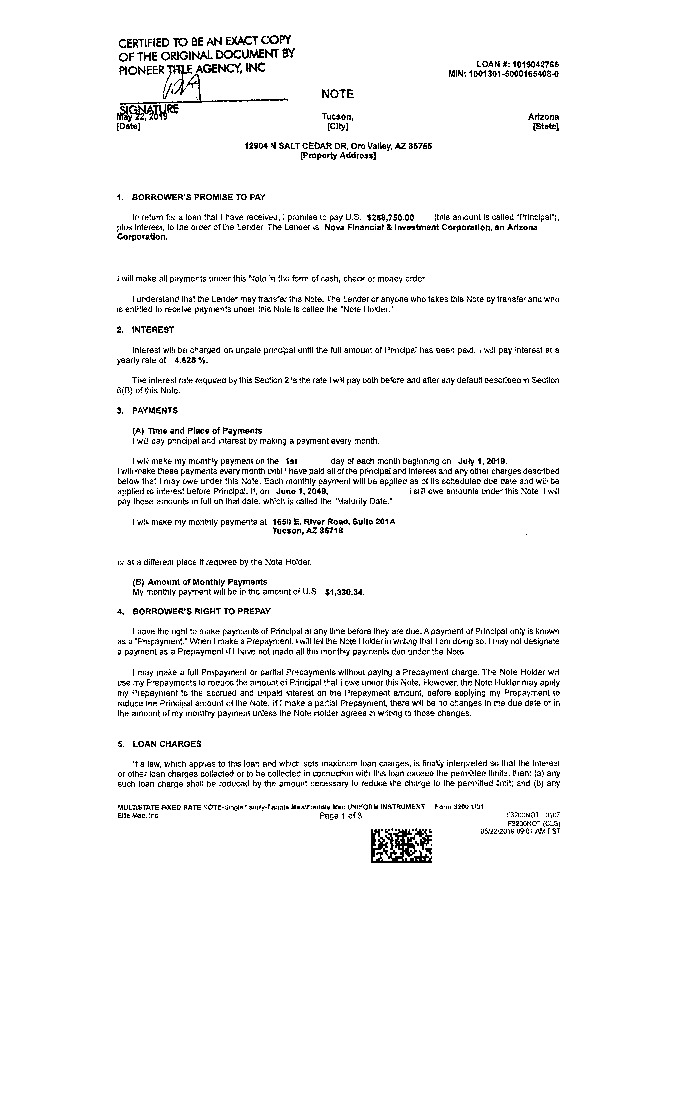 CERTIFIED TO BE AN EXACT COPY
OF THE ORIGINAL DOCUMENT BY
PIONEER TITLE AGENCY, INC
LOAN #: 1019042766
MIN: 1001301-5000165408-0
NOTE
SIGNATURE
May 22, 2019
Tucson,
Arizona
[Date]
[City]
[State]
12904 N SALT CEDAR DR, Oro Valley, AZ 85755
[Property Address]
1. BORROWER'S PROMISE TO PAY
In return for a loan that I have received, I promise to pay U.S. (this amount is called "Principal"),
plus interest, to the order of the Lender. The Lender is Nova Financial & Investment Corporation, an Arizona
Corporation.
I will make all payments under this Note in the form of cash, check or money order.
I understand that the Lender may transfer this Note. The Lender or anyone who takes this Note by transfer and who
is entitled to receive payments under this Note is called the "Note Holder."
2. INTEREST
Interest will be charged on unpaid principal until the full amount of Principal has been paid. I will pay interest at a
yearly rate of
The interest rate required by this Section 2 is the rate I will pay both before and after any default described in Section
6(B) of this Note.
3. PAYMENTS
(A) Time and Place of Payments
I will pay principal and interest by making a payment every month.
I will make my monthly payment on the 1st day of each month beginning on July 1, 2019.
I will make these payments every month until I have paid all of the principal and interest and any other charges described
below that I may owe under this Note. Each monthly payment will be applied as of its scheduled due date and will be
applied to interest before Principal. If, on June 1, 2049, I still owe amounts under this Note, I will
pay those amounts in full on that date, which is called the "Maturity Date."
I will make my monthly payments at 1650 E. River Road, Suite 201A
Tucson, AZ 85718
or at a different place if required by the Note Holder.
(B) Amount of Monthly Payments
My monthly payment will be in the amount of U.S. $1,330.34.
4. BORROWER'S RIGHT TO PREPAY
I have the right to make payments of Principal at any time before they are due. A payment of Principal only is known
as a "Prepayment." When I make a Prepayment, I will tell the Note Holder in writing that I am doing so. I may not designate
a payment as a Prepayment if I have not made all the monthly payments due under the Note.
I may make a full Prepayment or partial Prepayments without paying a Prepayment charge. The Note Holder will
use my Prepayments to reduce the amount of Principal that I owe under this Note. However, the Note Holder may apply
my Prepayment to the accrued and unpaid interest on the Prepayment amount, before applying my Prepayment to
reduce the Principal amount of the Note. If I make a partial Prepayment, there will be no changes in the due date or in
the amount of my monthly payment unless the Note Holder agrees in writing to those changes.
5. LOAN CHARGES
If a law, which applies to this loan and which sets maximum loan charges, is finally interpreted so that the interest
or other loan charges collected or to be collected in connection with this loan exceed the permitted limits, then: (a) any
such loan charge shall be reduced by the amount necessary to reduce the charge to the permitted limit; and (b) any
MULTISTATE FIXED RATE NOTE-Single Family-Fannie Mae/Freddie Mac UNIFORM INSTRUMENT Form 3200 1/01
Ellie Mae, Inc.
Page 1 of 3
F3200NOT
F3200NOT (CLS)
05/22/2019 09:01 AM PST